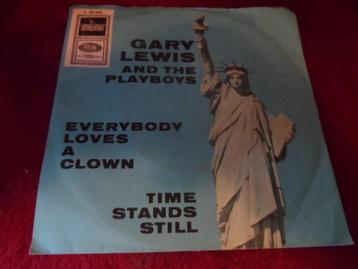 GARY
LEWIS
AND THE
PLAYBOYS
EVERYBODY
LOVES
A
CLOWN
TIME
STANDS
STILL